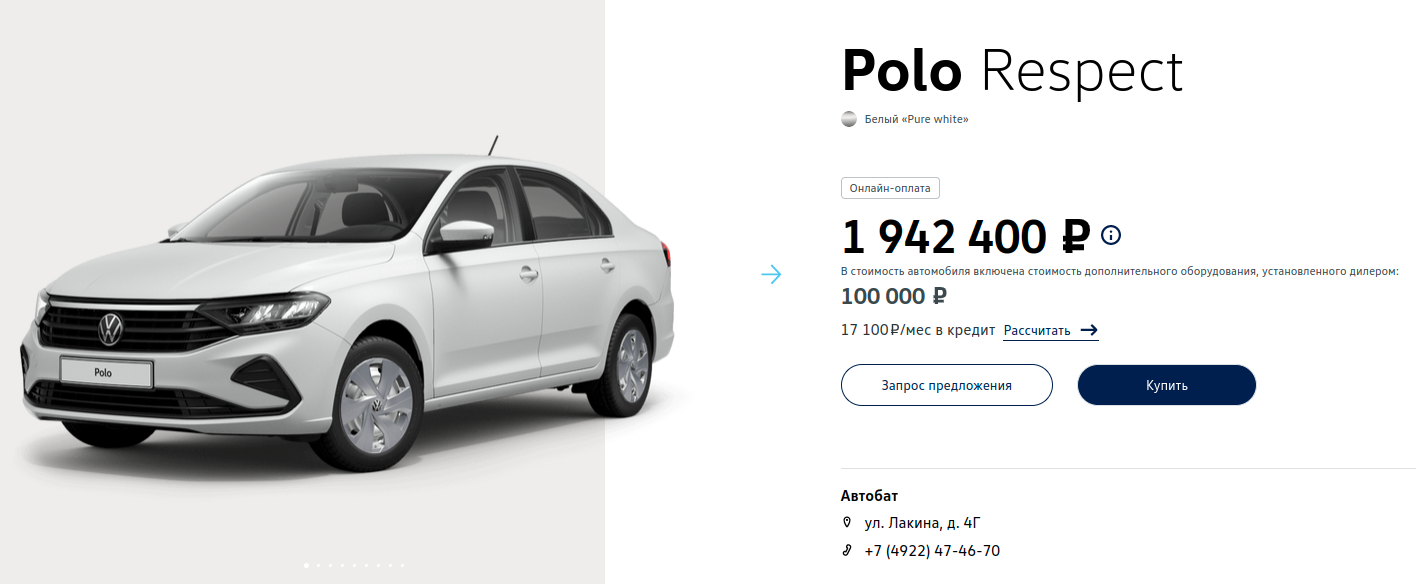 Polo Respect
Белый «Pure white»
Онлайн-оплата
1 942 400 ₽
В стоимость автомобиля включена стоимость дополнительного оборудования, установленного дилером:
100 000 ₽
17 100₽/мес в кредит Рассчитать
Запрос предложения Купить
Polo
Автобат
ул. Лакина, д. 4Г
+7 (4922) 47-46-70